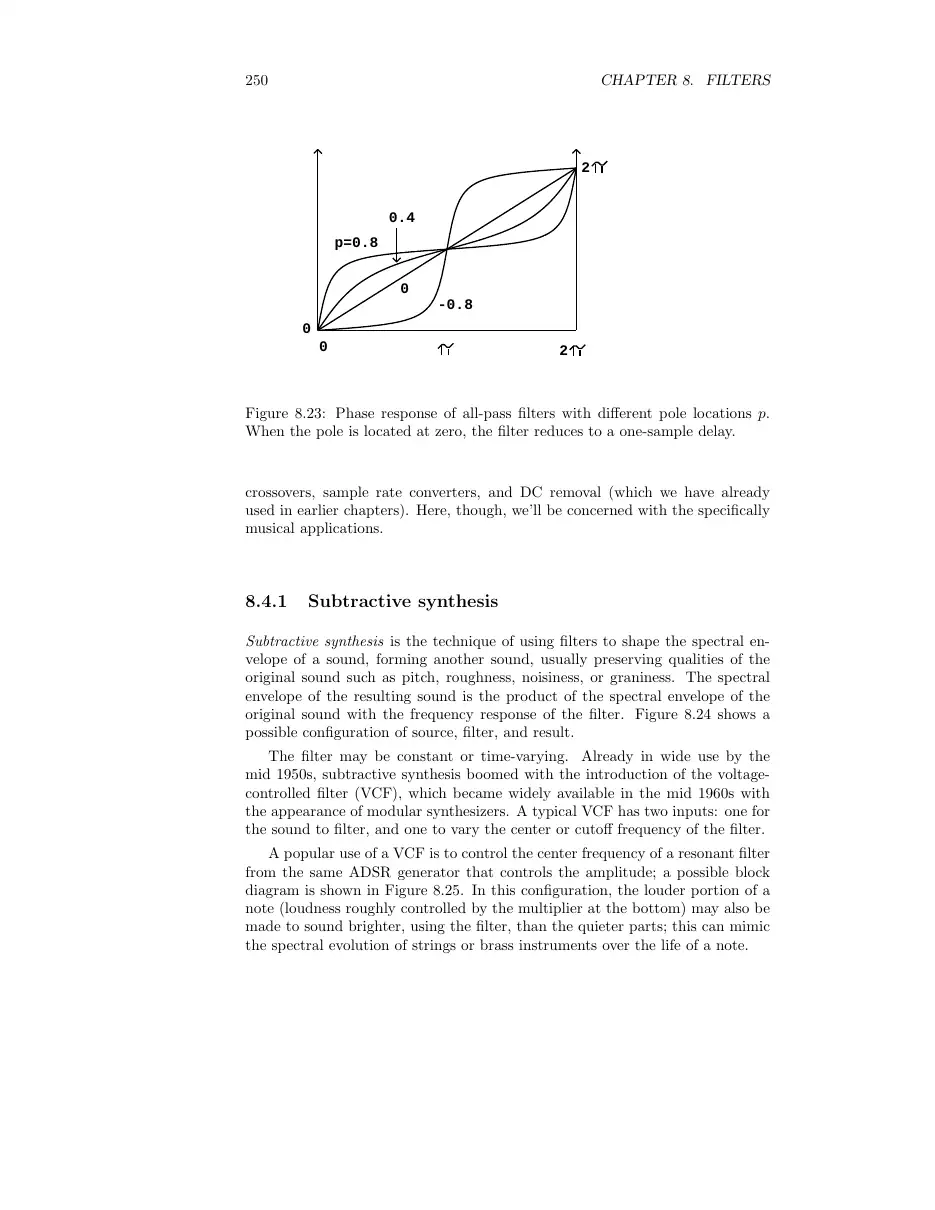 250 CHAPTER 8. FILTERS
2π
0.4
p=0.8
0
-0.8
0
0 π 2π
Figure 8.23: Phase response of all-pass filters with different pole locations p.
When the pole is located at zero, the filter reduces to a one-sample delay.
crossovers, sample rate converters, and DC removal (which we have already
used in earlier chapters). Here, though, we'll be concerned with the specifically
musical applications.
8.4.1 Subtractive synthesis
Subtractive synthesis is the technique of using filters to shape the spectral en-
velope of a sound, forming another sound, usually preserving qualities of the
original sound such as pitch, roughness, noisiness, or graniness. The spectral
envelope of the resulting sound is the product of the spectral envelope of the
original sound with the frequency response of the filter. Figure 8.24 shows a
possible configuration of source, filter, and result.
The filter may be constant or time-varying. Already in wide use by the
mid 1950s, subtractive synthesis boomed with the introduction of the voltage-
controlled filter (VCF), which became widely available in the mid 1960s with
the appearance of modular synthesizers. A typical VCF has two inputs: one for
the sound to filter, and one to vary the center or cutoff frequency of the filter.
A popular use of a VCF is to control the center frequency of a resonant filter
from the same ADSR generator that controls the amplitude; a possible block
diagram is shown in Figure 8.25. In this configuration, the louder portion of a
note (loudness roughly controlled by the multiplier at the bottom) may also be
made to sound brighter, using the filter, than the quieter parts; this can mimic
the spectral evolution of strings or brass instruments over the life of a note.